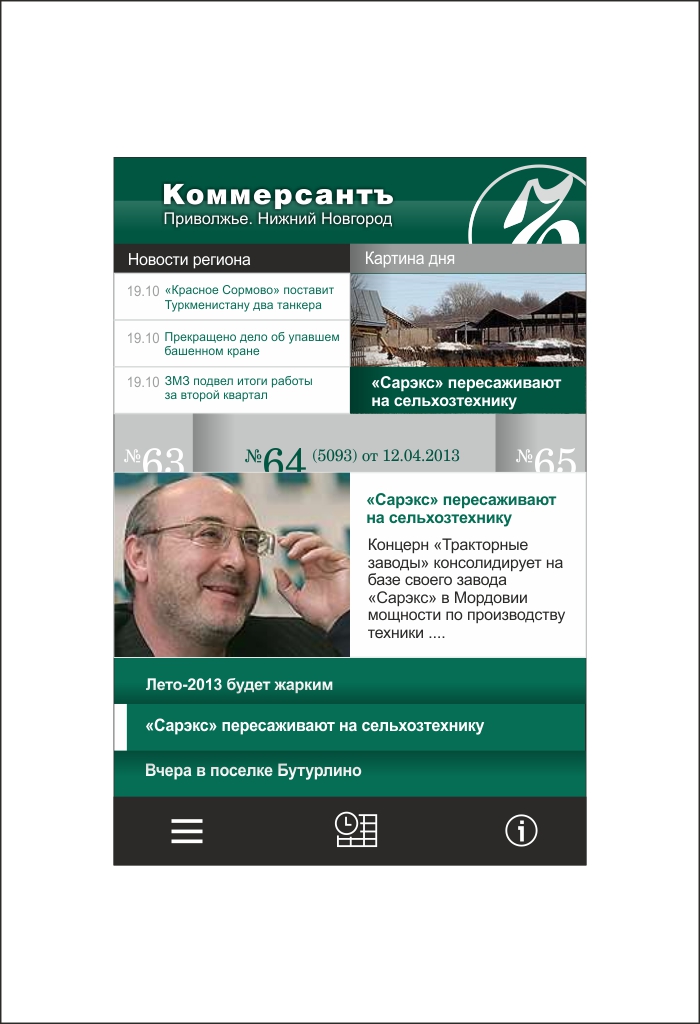 Коммерсантъ
Приволжье. Нижний Новгород
Новости региона
Картина дня
19.10 «Красное Сормово» поставит
Туркменистану два танкера
19.10 Прекращено дело об упавшем
башенном кране
19.10 ЗМЗ подвел итоги работы
за второй квартал
«Сарэкс» пересаживают
на сельхозтехнику
№63
№64 (5093) от 12.04.2013
№65
«Сарэкс» пересаживают
на сельхозтехнику
Концерн «Тракторные
заводы» консолидирует на
базе своего завода
«Сарэкс» в Мордовии
мощности по производству
техники ....
Лето-2013 будет жарким
«Сарэкс» пересаживают на сельхозтехнику
Вчера в поселке Бутурлино